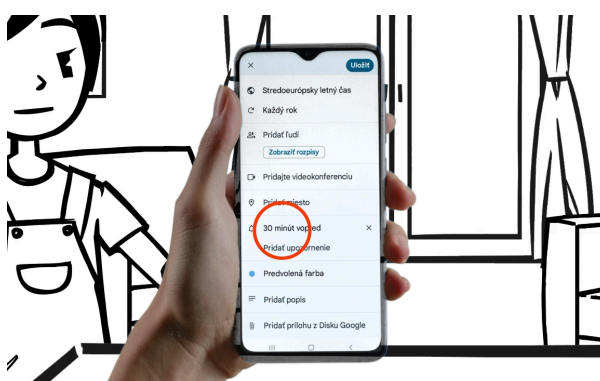 Uložiť
Stredoeurópsky letný čas
Každý rok
Pridať ľudí
Zobraziť rozpisy
Pridajte videokonferenciu
Pridať miesto
30 minút vopred
Pridať upozornenie
Predvolená farba
Pridať popis
Pridať prílohu z Disku Google